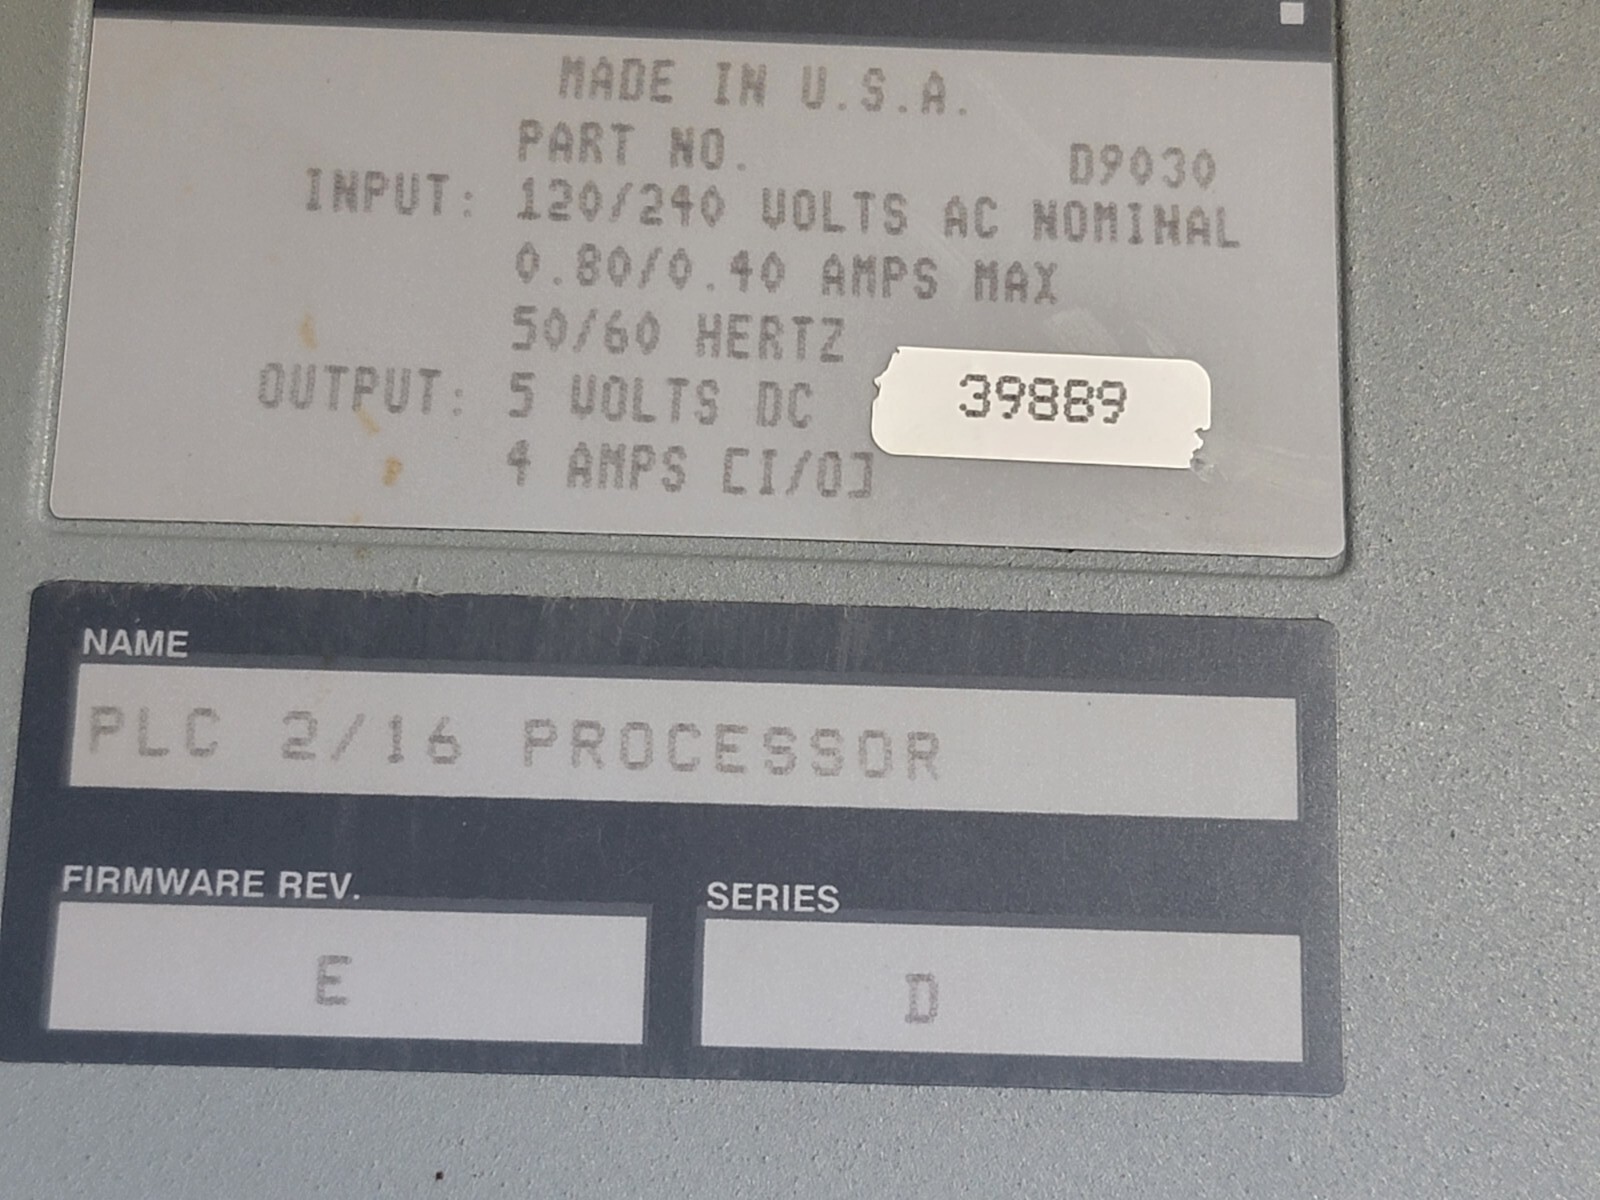 MADE IN U.S.A.
PART NO. D9030
INPUT: 120/240 VOLTS AC NOMINAL
0.80/0.40 AMPS MAX
50/60 HERTZ
OUTPUT: 5 VOLTS DC
39889
4 AMPS [I/O]
NAME
PLC 2/16 PROCESSOR
FIRMWARE REV.
SERIES
E
D